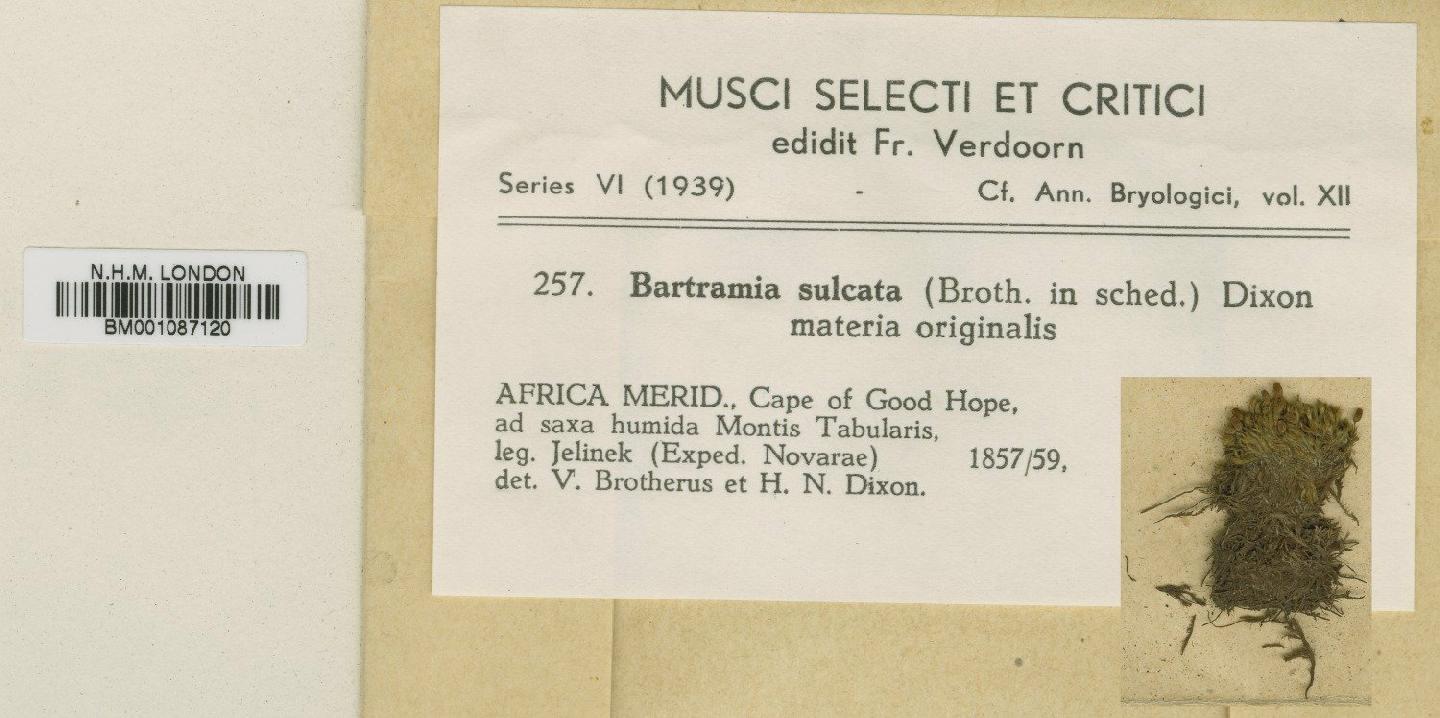 MUSCI SELECTI ET CRITICI
edidit Fr. Verdoorn
Series VI (1939) - Cf. Ann. Bryologici, vol. XII
N.H.M. LONDON
BM001087120
257. Bartramia sulcata (Broth. in sched.) Dixon
materia originalis
AFRICA MERID., Cape of Good Hope,
ad saxa humida Montis Tabularis,
leg. Jelinek (Exped. Novarae) 1857/59,
det. V. Brotherus et H. N. Dixon.